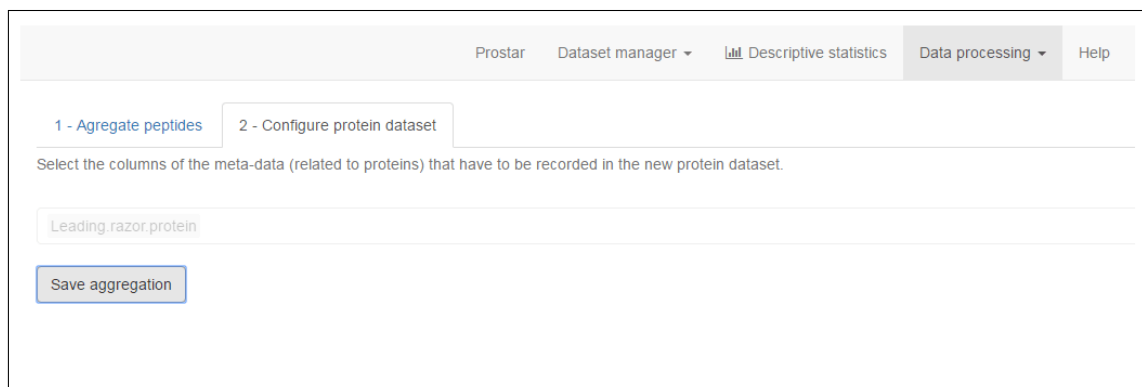 Prostar Dataset manager Descriptive statistics Data processing Help
1 - Agregate peptides 2 - Configure protein dataset
Select the columns of the meta-data (related to proteins) that have to be recorded in the new protein dataset.
Leading.razor.protein
Save aggregation